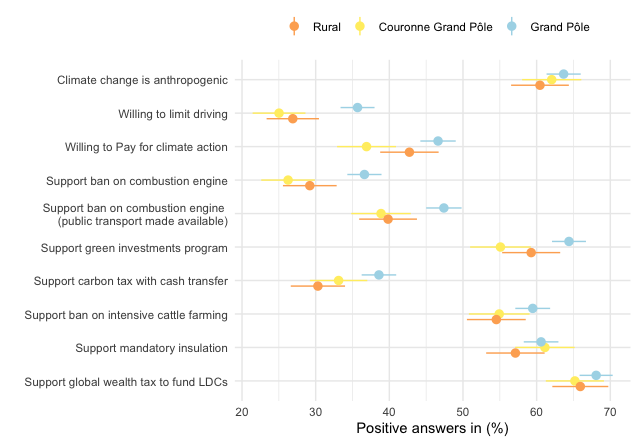 Rural Couronne Grand Pôle Grand Pôle
Climate change is anthropogenic
Willing to limit driving
Willing to Pay for climate action
Support ban on combustion engine
Support ban on combustion engine
(public transport made available)
Support green investments program
Support carbon tax with cash transfer
Support ban on intensive cattle farming
Support mandatory insulation
Support global wealth tax to fund LDCs
20 30 40 50 60 70
Positive answers in (%)